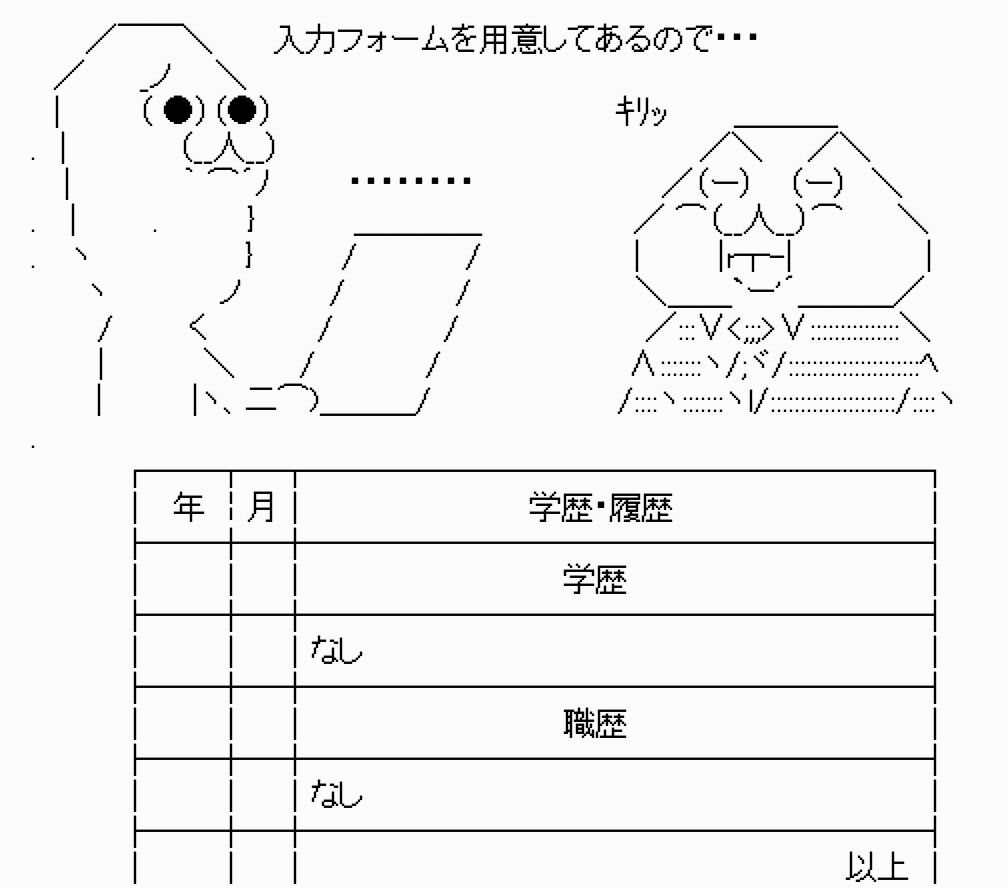 入力フォームを用意してあるので・・・
ｷﾘｯ
・・・・・・・・
年 月 学歴・履歴
学歴
なし
職歴
なし
以上